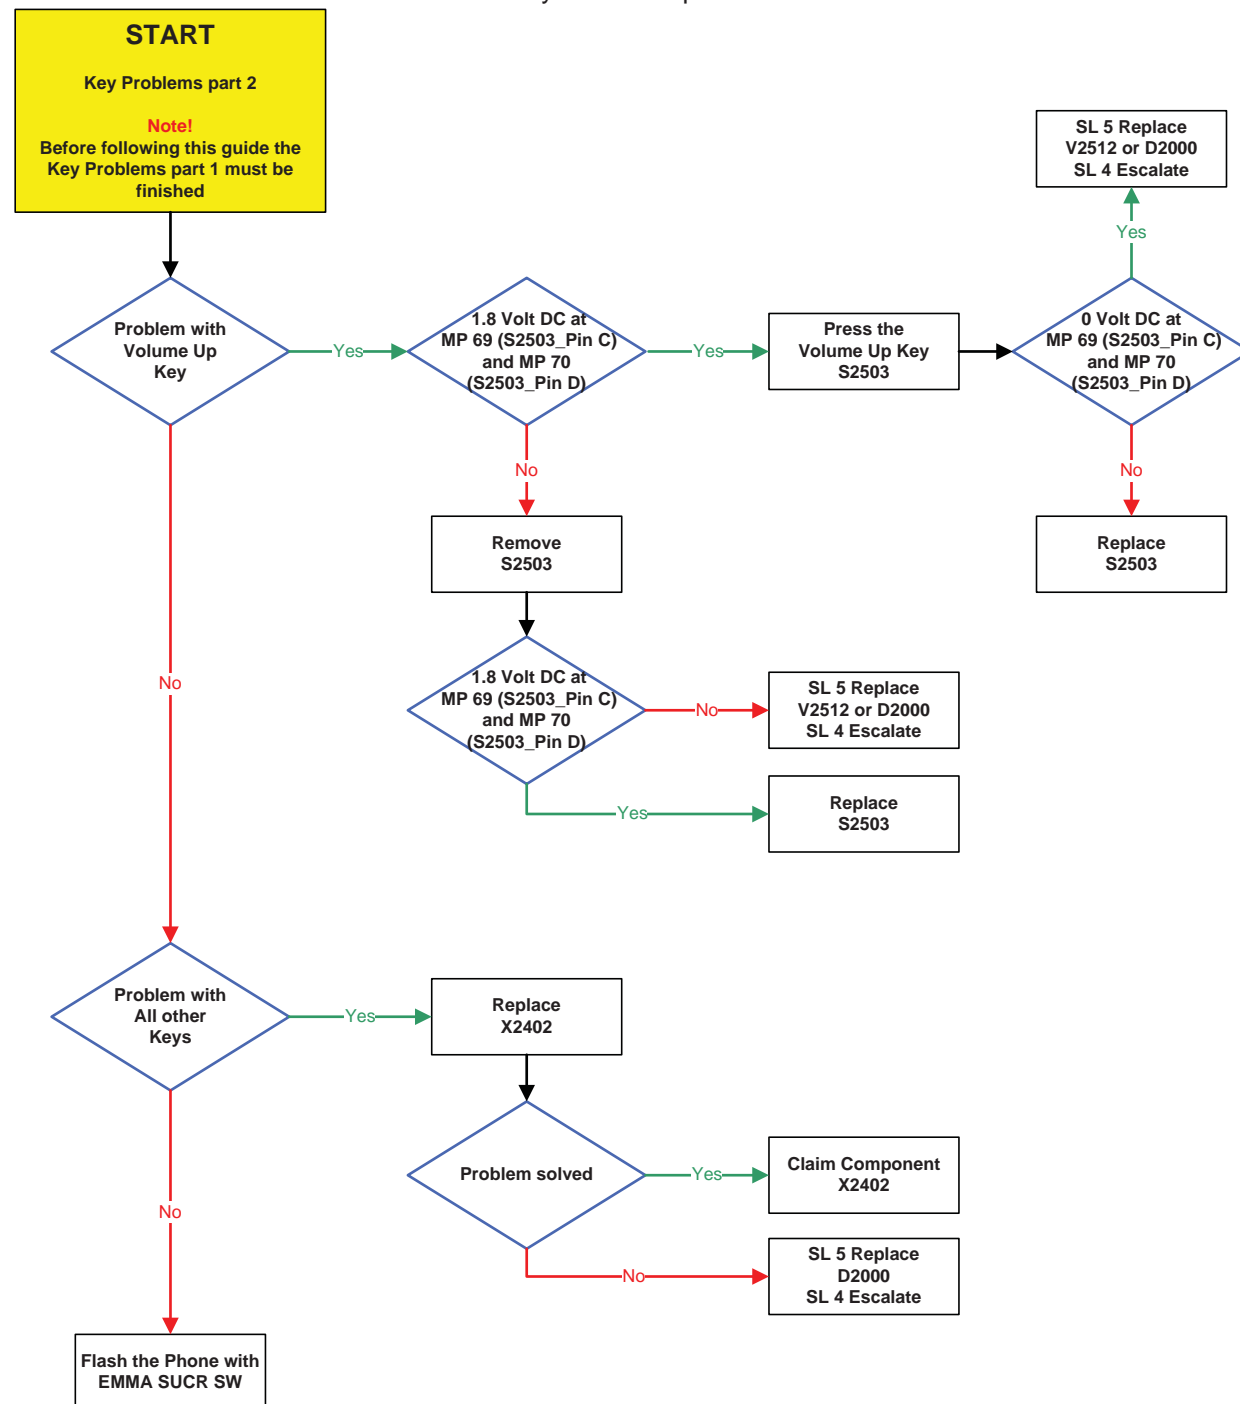 START
Key Problems part 2
Note!
Before following this guide the
Key Problems part 1 must be
finished
SL 5 Replace
V2512 or D2000
SL 4 Escalate
Yes
Problem with
Volume Up
Key
Yes
1.8 Volt DC at
MP 69 (S2503_Pin C)
and MP 70
(S2503_Pin D)
Yes
Press the
Volume Up Key
S2503
0 Volt DC at
MP 69 (S2503_Pin C)
and MP 70
(S2503_Pin D)
No
No
Remove
S2503
Replace
S2503
No
1.8 Volt DC at
MP 69 (S2503_Pin C)
and MP 70
(S2503_Pin D)
No
SL 5 Replace
V2512 or D2000
SL 4 Escalate
Yes
Replace
S2503
Problem with
All other
Keys
Yes
Replace
X2402
Problem solved
Yes
Claim Component
X2402
No
No
SL 5 Replace
D2000
SL 4 Escalate
Flash the Phone with
EMMA SUCR SW